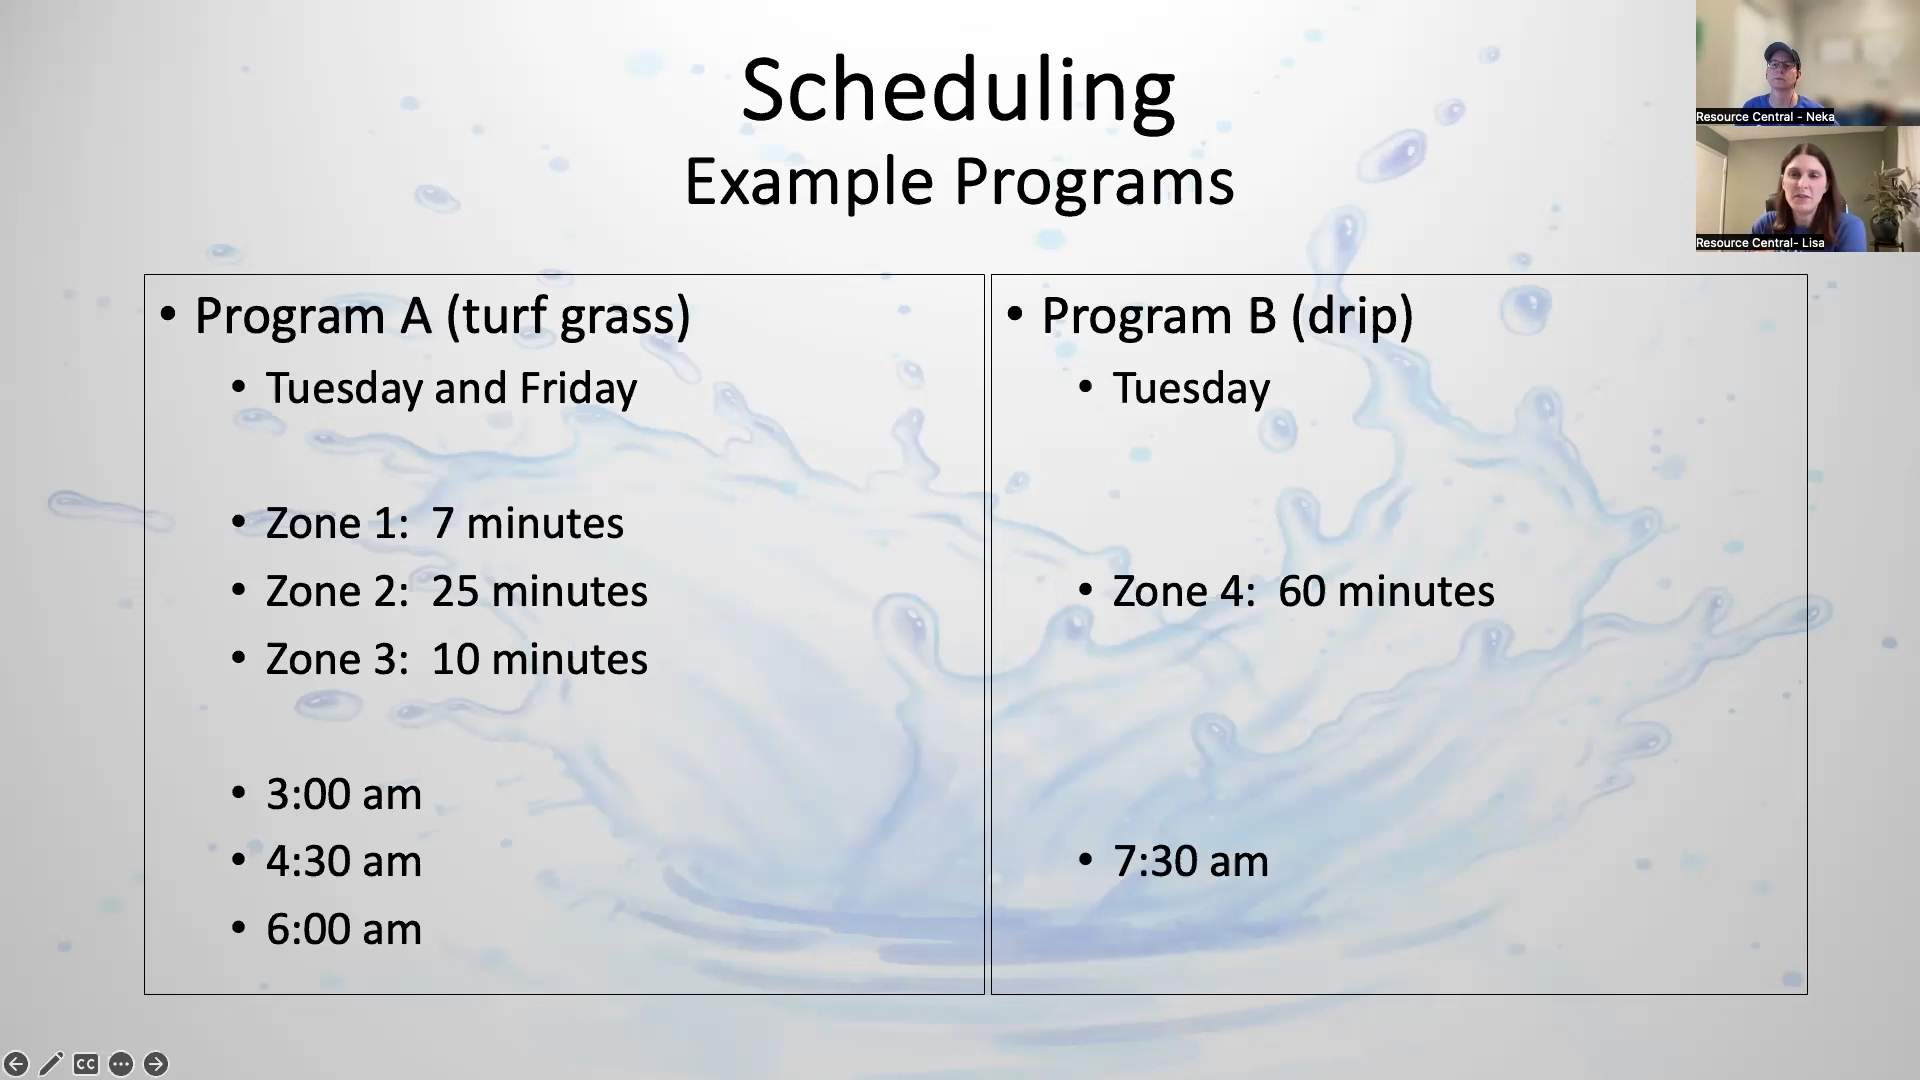 Scheduling
Example Programs
Resource Central - Neka
Resource Central- Lisa
• Program A (turf grass)
• Tuesday and Friday
• Zone 1:  7 minutes
• Zone 2:  25 minutes
• Zone 3:  10 minutes
• 3:00 am
• 4:30 am
• 6:00 am
• Program B (drip)
• Tuesday
• Zone 4:  60 minutes
• 7:30 am
CC